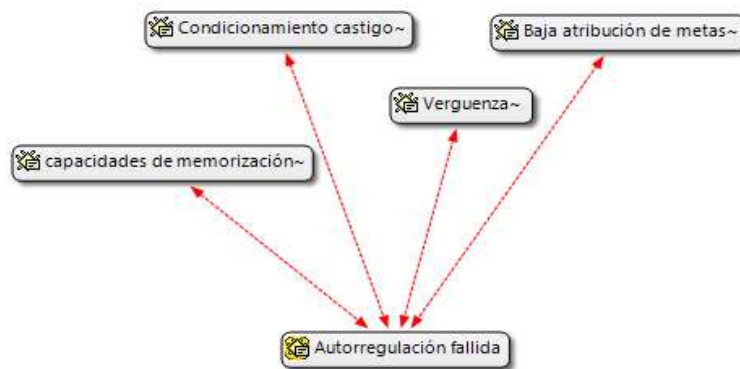 Condicionamiento castigo~
Baja atribución de metas~
Verguenza~
capacidades de memorización~
Autorregulación fallida